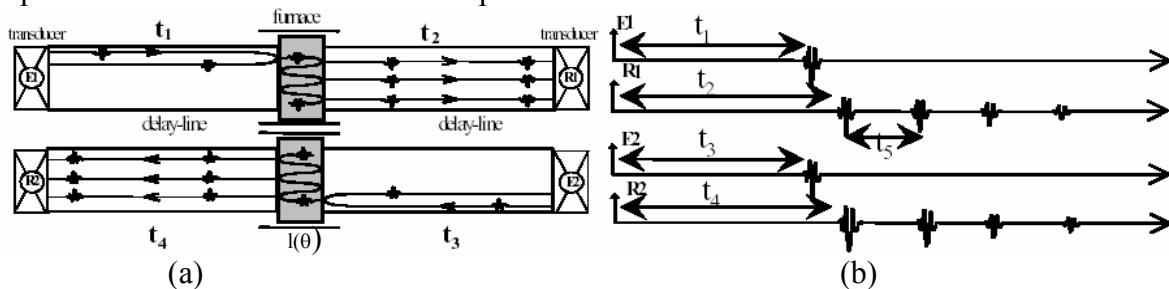 t₁
furnace
t₂
transducer
transducer
E1
R1
delay-line
delay-line
R2
E2
t₄
l(θ)
t₃
(a)
E1
t₁
R1
t₂
t₅
E2
t₃
R2
t₄
(b)